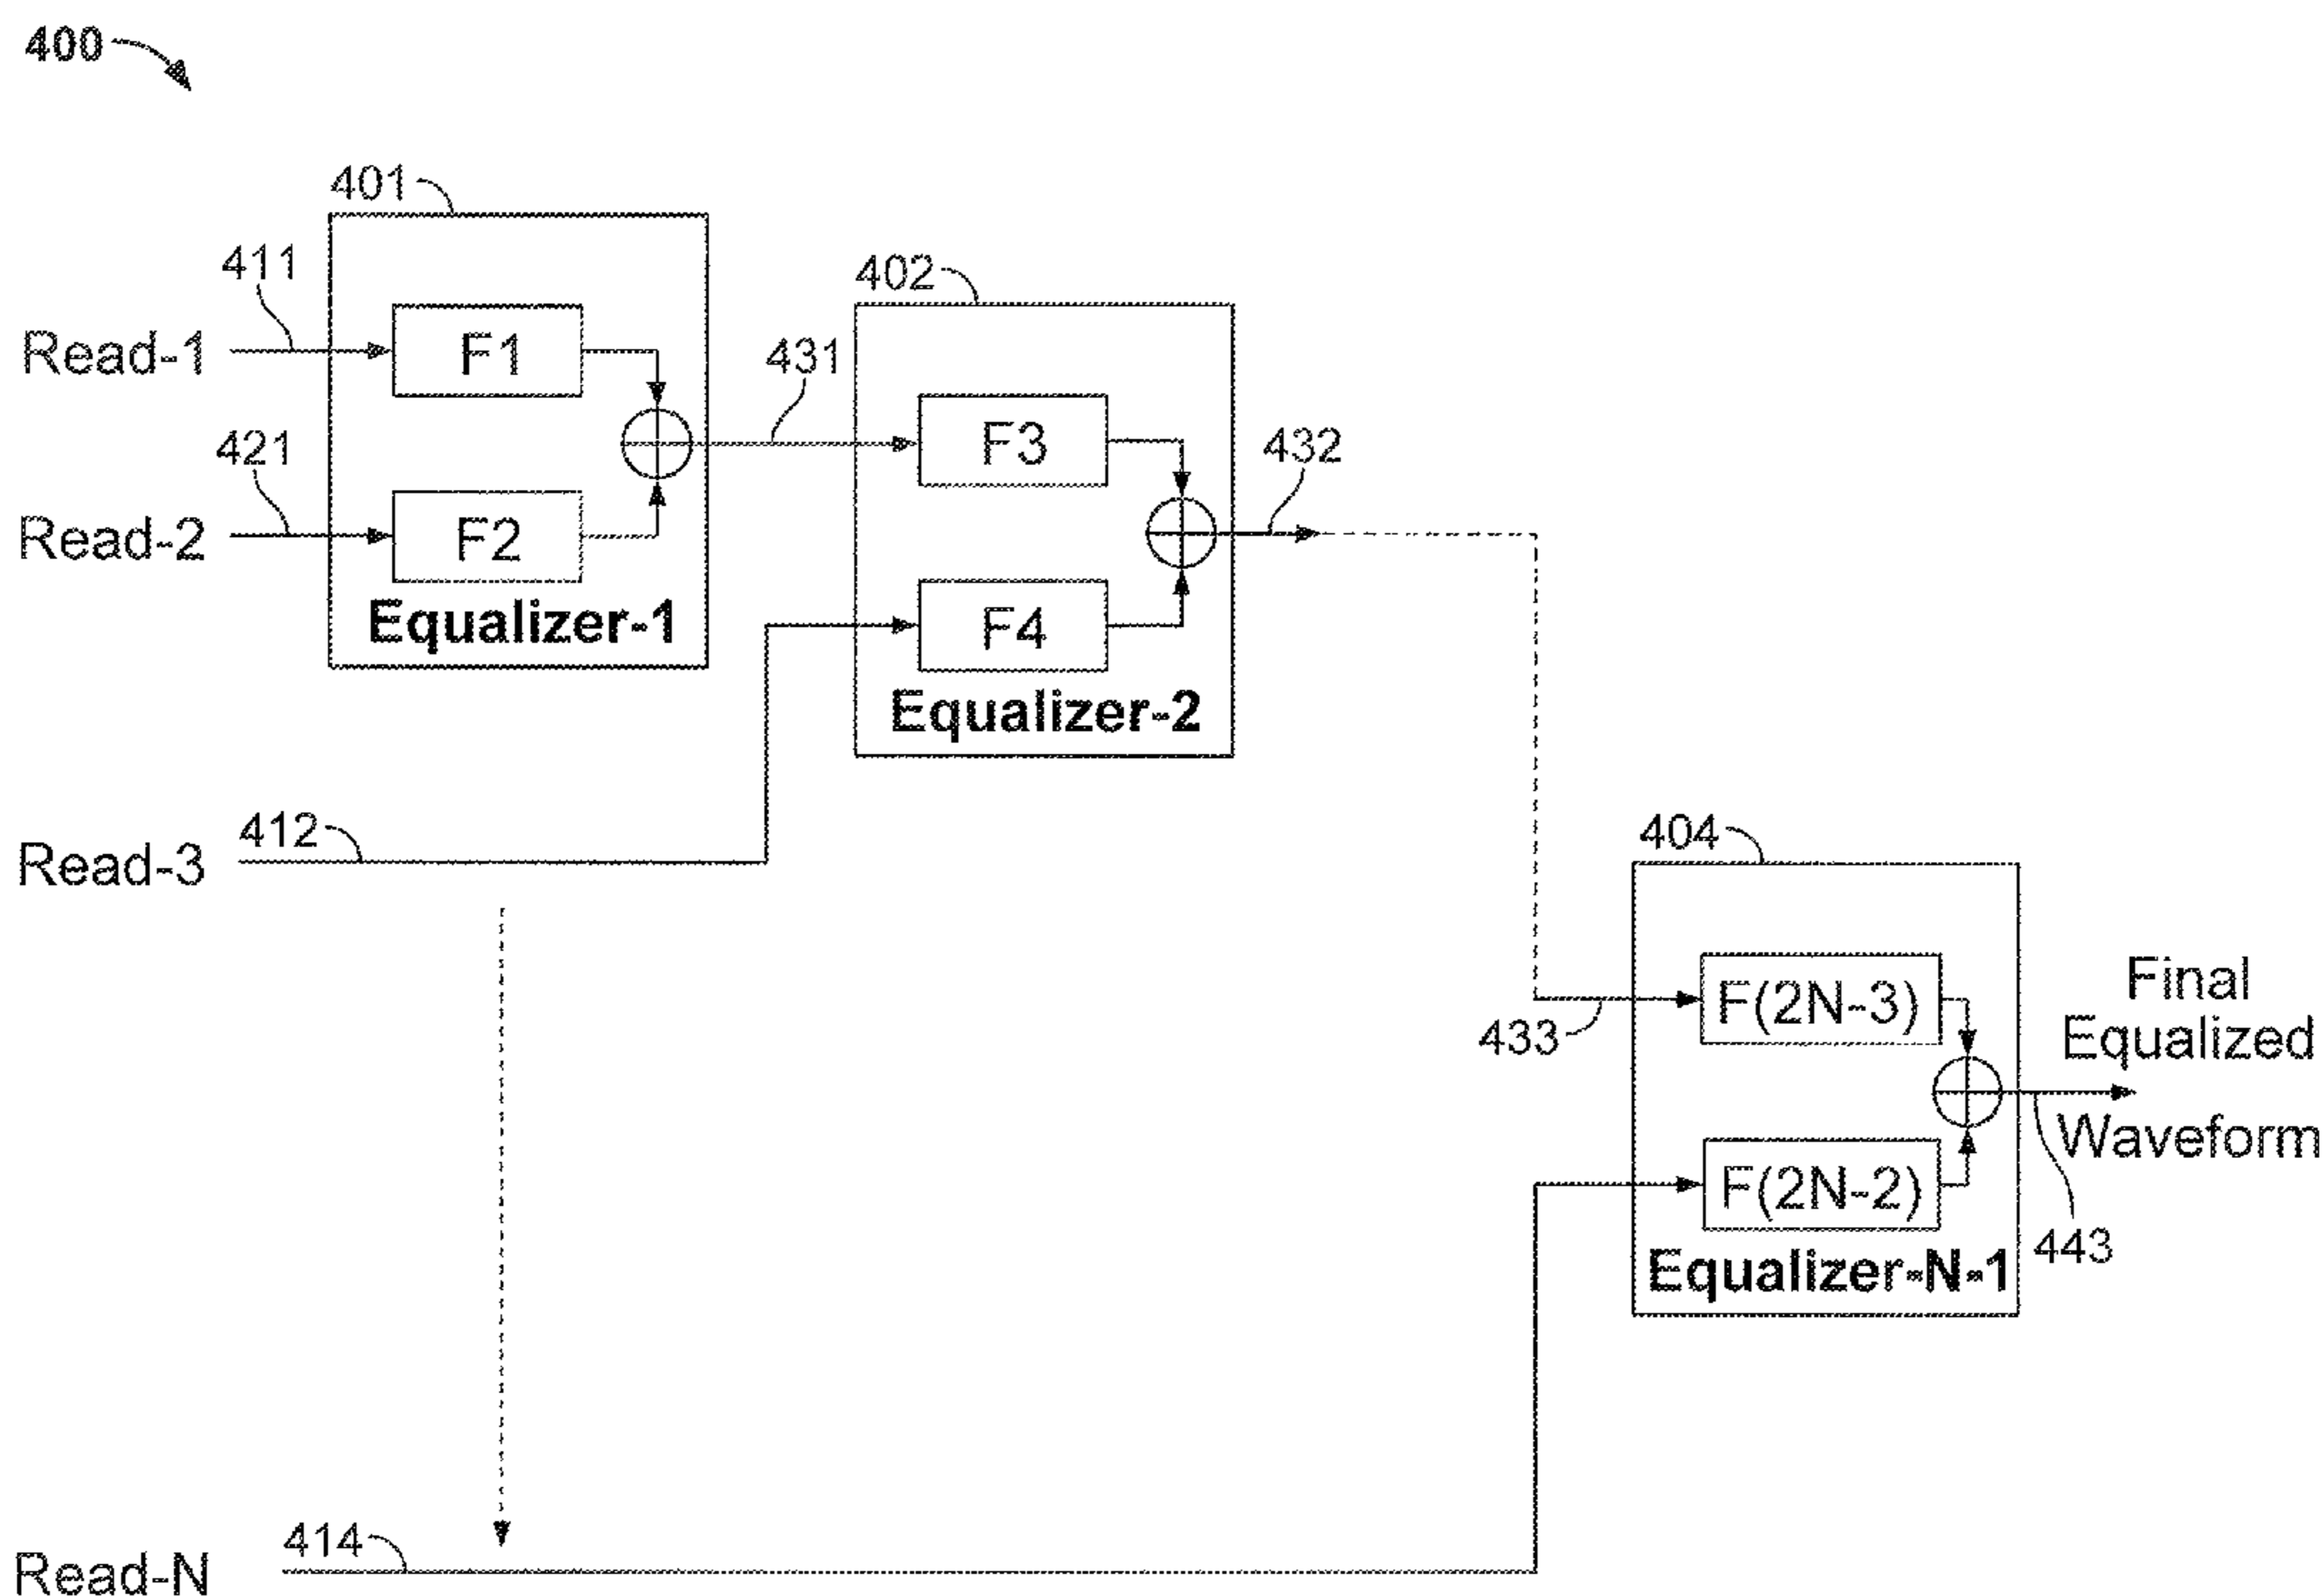 400
401
411
402
Read-1
F1
431
421
F3
432
Read-2
F2
Equalizer-1
F4
Equalizer-2
412
Read-3
404
F(2N-3)
433
Final
Equalized
Waveform
F(2N-2)
Equalizer-N-1
443
414
Read-N